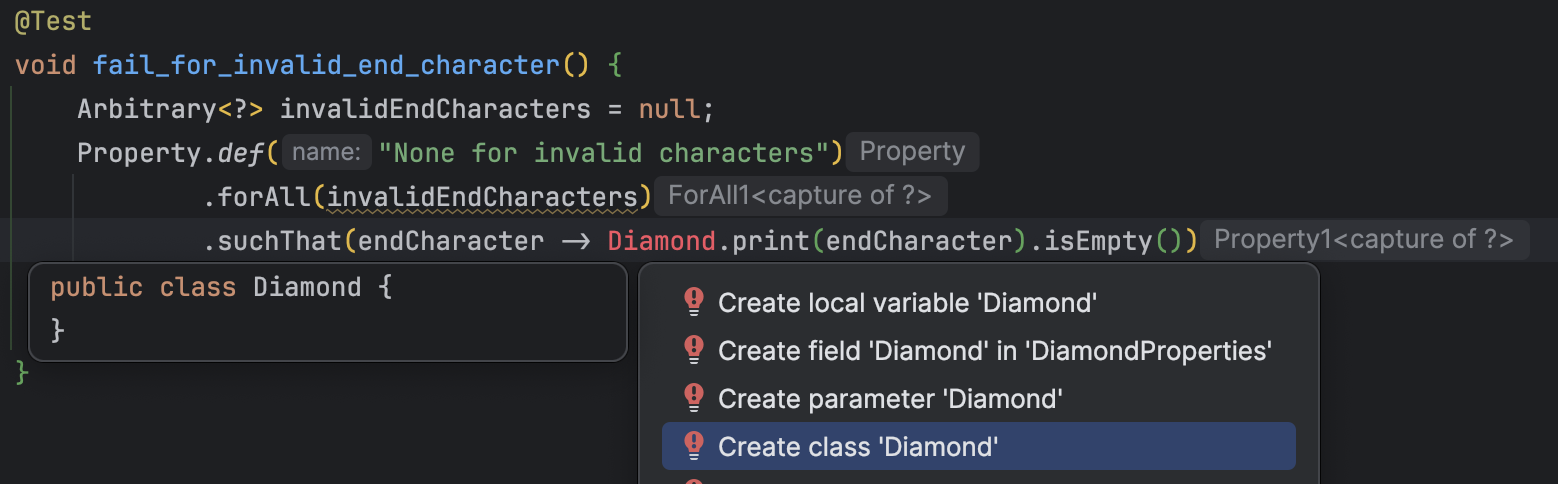 @Test
void fail_for_invalid_end_character() {
Arbitrary<?> invalidEndCharacters = null;
Property.def( name: "None for invalid characters") Property
.forAll(invalidEndCharacters) ForAll1<capture of ?>
.suchThat(endCharacter -> Diamond.print(endCharacter).isEmpty()) Property1<capture of ?>
public class Diamond {
}
Create local variable 'Diamond'
Create field 'Diamond' in 'DiamondProperties'
Create parameter 'Diamond'
Create class 'Diamond'
}